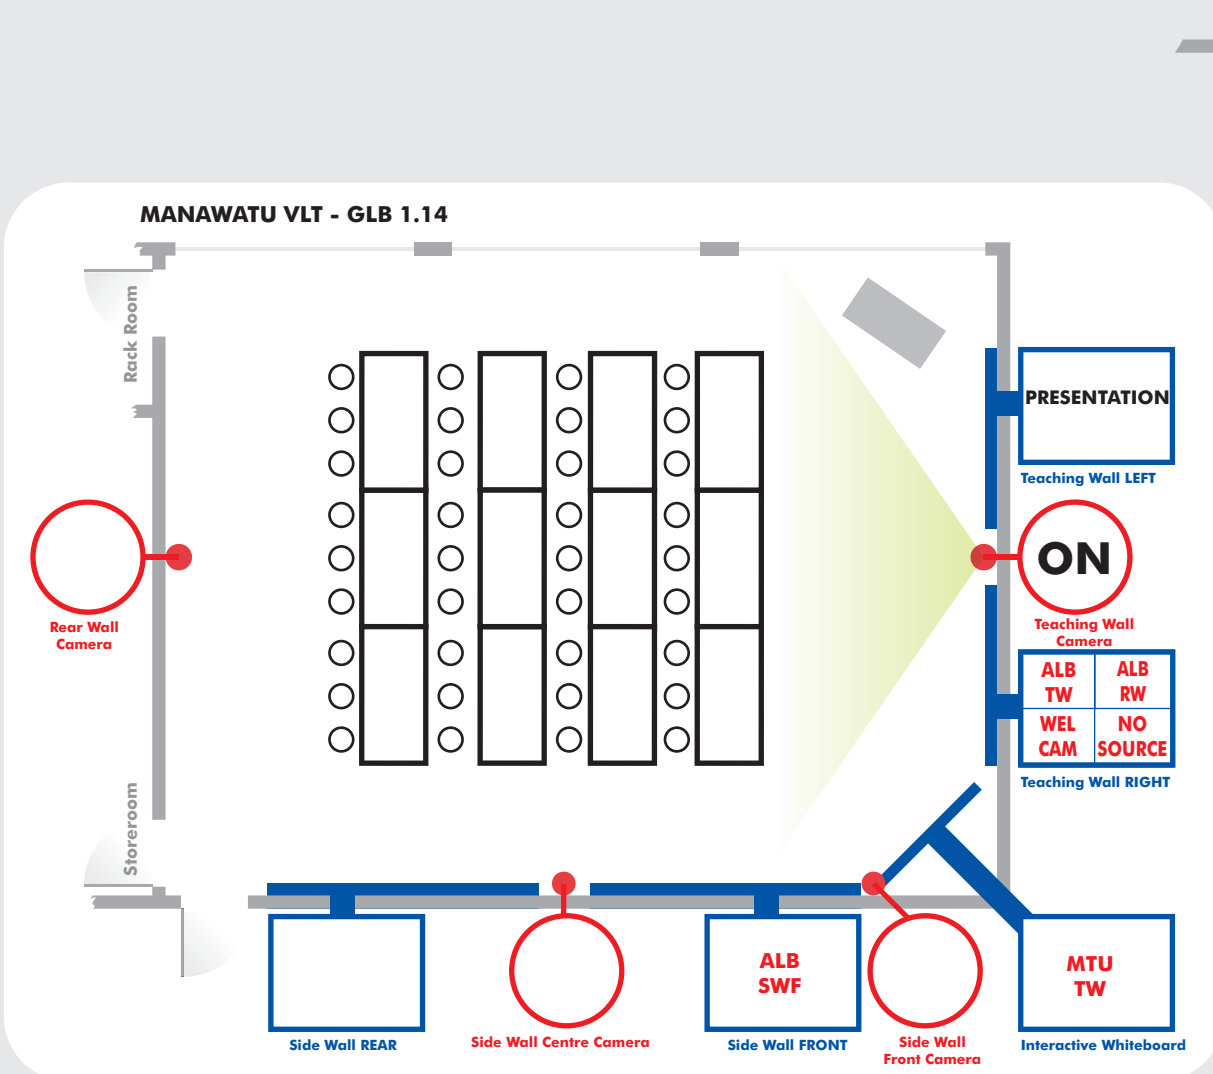 MANAWATU VLT - GLB 1.14
Rack Room
PRESENTATION
Teaching Wall LEFT
ON
Teaching Wall
Camera
Rear Wall
Camera
ALB
TW
ALB
RW
WEL
CAM
NO
SOURCE
Teaching Wall RIGHT
Storeroom
ALB
SWF
MTU
TW
Side Wall REAR
Side Wall Centre Camera
Side Wall FRONT
Side Wall
Front Camera
Interactive Whiteboard